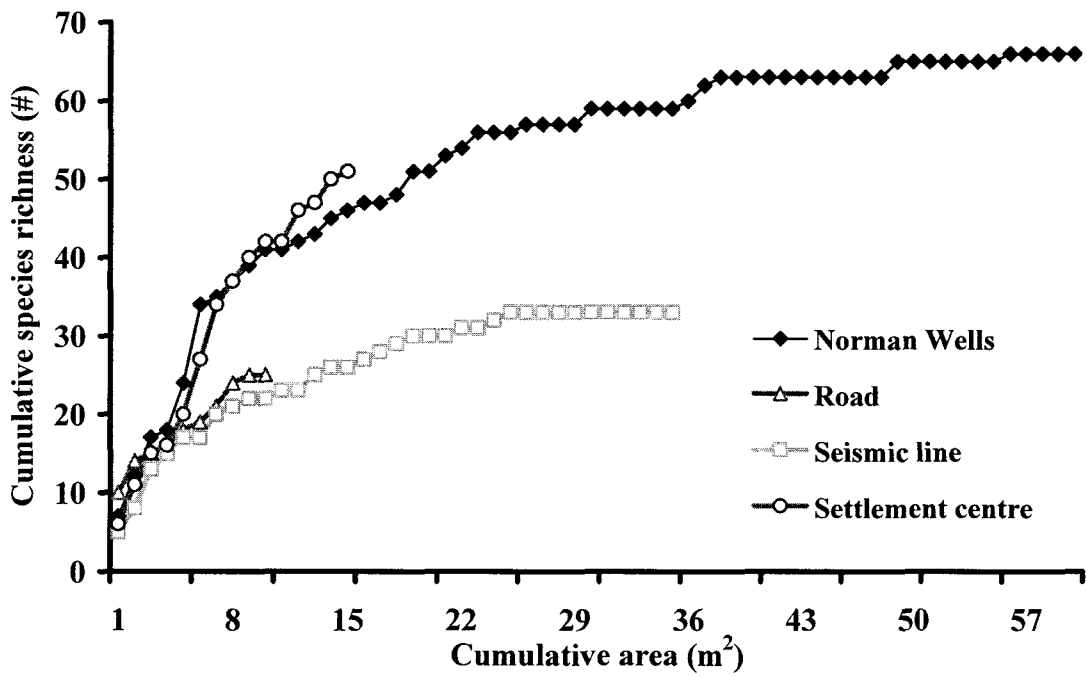 Cumulative species richness (#)
70
60
50
40
30
20
10
0
1 8 15 22 29 36 43 50 57
Cumulative area (m²)
Norman Wells
Road
Seismic line
Settlement centre